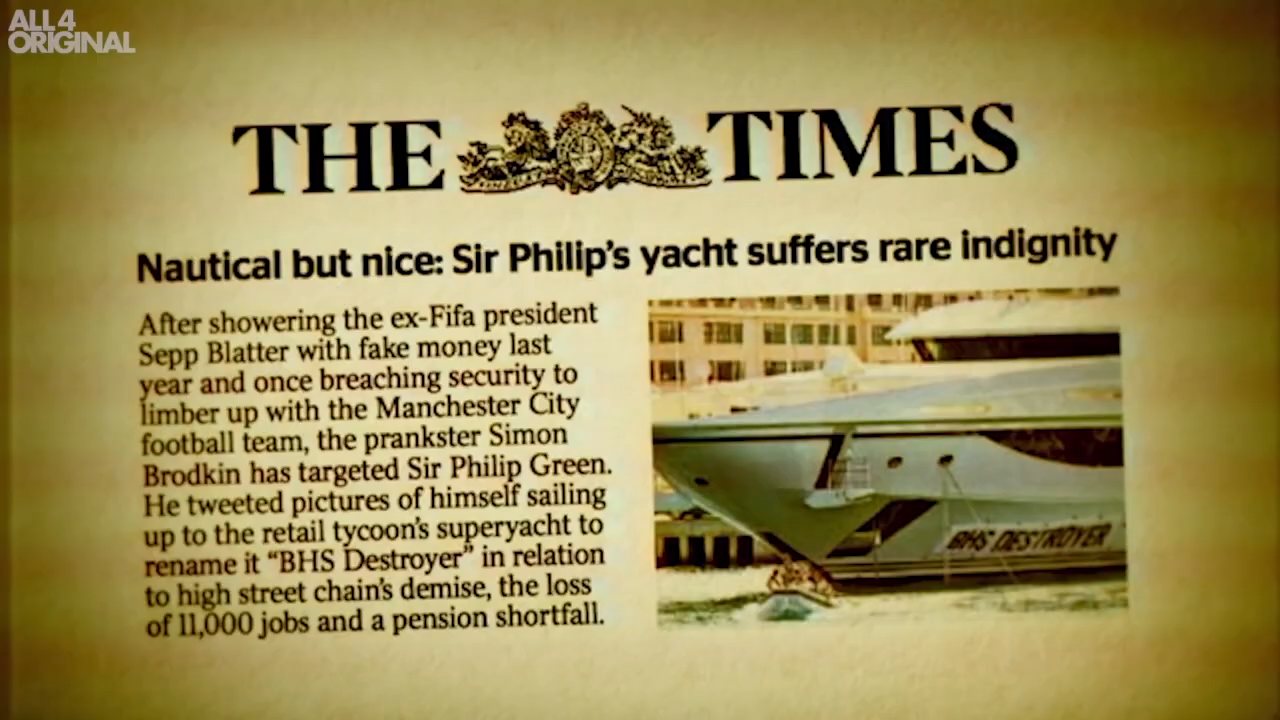 ALL 4
ORIGINAL
THE TIMES
Nautical but nice: Sir Philip's yacht suffers rare indignity
After showering the ex-Fifa president
Sepp Blatter with fake money last
year and once breaching security to
limber up with the Manchester City
football team, the prankster Simon
Brodkin has targeted Sir Philip Green.
He tweeted pictures of himself sailing
up to the retail tycoon's superyacht to
rename it “BHS Destroyer” in relation
to high street chain's demise, the loss
of 11,000 jobs and a pension shortfall.
BHS DESTROYER